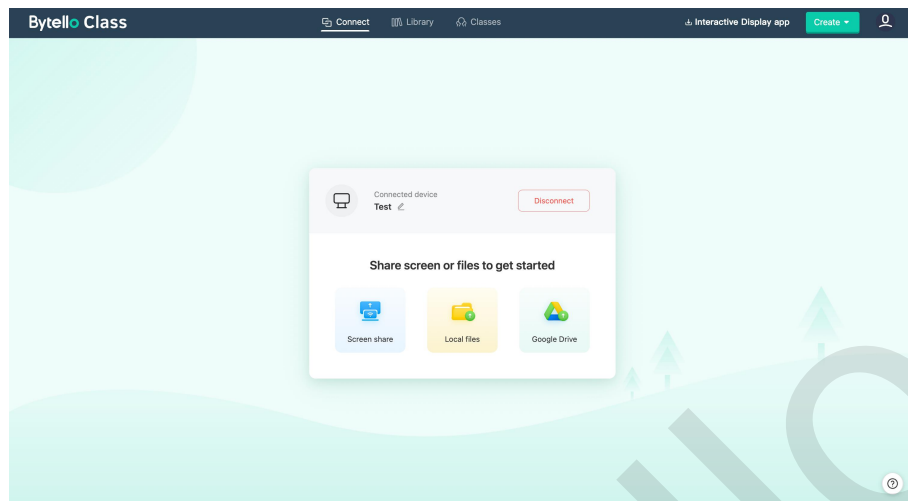 Bytello Class
Connect
Library
Classes
Interactive Display app
Create
Connected device
Test
Disconnect
Share screen or files to get started
Screen share
Local files
Google Drive